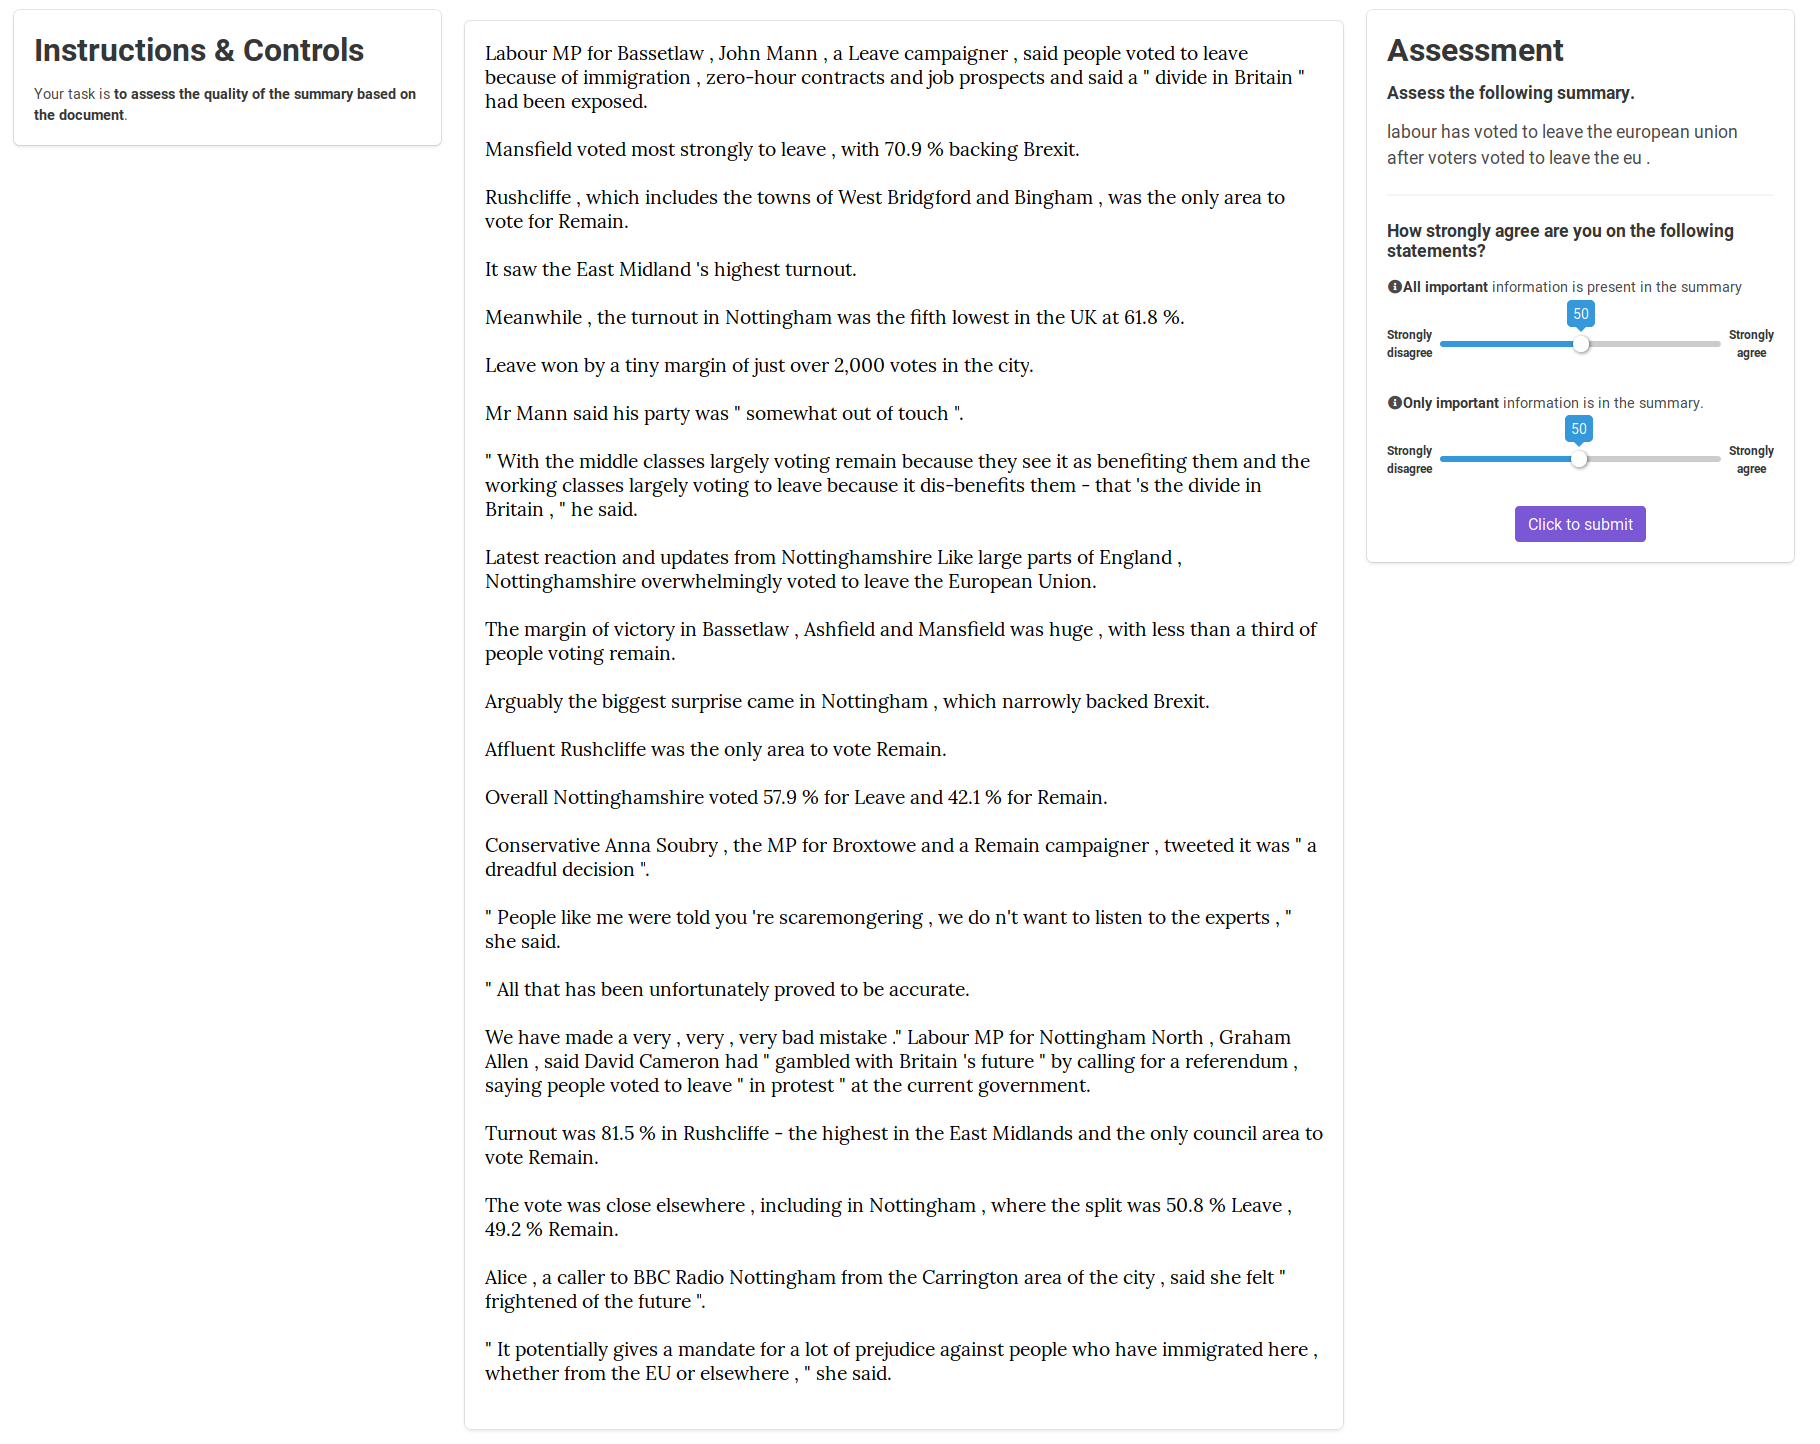 Instructions & Controls
Your task is to assess the quality of the summary based on
the document.
Labour MP for Bassetlaw , John Mann , a Leave campaigner , said people voted to leave
because of immigration , zero-hour contracts and job prospects and said a " divide in Britain "
had been exposed.
Mansfield voted most strongly to leave , with 70.9 % backing Brexit.
Rushcliffe , which includes the towns of West Bridgford and Bingham , was the only area to
vote for Remain.
It saw the East Midland 's highest turnout.
Meanwhile , the turnout in Nottingham was the fifth lowest in the UK at 61.8 %.
Leave won by a tiny margin of just over 2,000 votes in the city.
Mr Mann said his party was " somewhat out of touch ".
" With the middle classes largely voting remain because they see it as benefiting them and the
working classes largely voting to leave because it dis-benefits them - that 's the divide in
Britain , " he said.
Latest reaction and updates from Nottinghamshire Like large parts of England ,
Nottinghamshire overwhelmingly voted to leave the European Union.
The margin of victory in Bassetlaw , Ashfield and Mansfield was huge , with less than a third of
people voting remain.
Arguably the biggest surprise came in Nottingham , which narrowly backed Brexit.
Affluent Rushcliffe was the only area to vote Remain.
Overall Nottinghamshire voted 57.9 % for Leave and 42.1 % for Remain.
Conservative Anna Soubry , the MP for Broxtowe and a Remain campaigner , tweeted it was " a
dreadful decision ".
" People like me were told you 're scaremongering , we do n't want to listen to the experts , "
she said.
" All that has been unfortunately proved to be accurate.
We have made a very , very , very bad mistake ." Labour MP for Nottingham North , Graham
Allen , said David Cameron had " gambled with Britain 's future " by calling for a referendum ,
saying people voted to leave " in protest " at the current government.
Turnout was 81.5 % in Rushcliffe - the highest in the East Midlands and the only council area to
vote Remain.
The vote was close elsewhere , including in Nottingham , where the split was 50.8 % Leave ,
49.2 % Remain.
Alice , a caller to BBC Radio Nottingham from the Carrington area of the city , said she felt "
frightened of the future ".
" It potentially gives a mandate for a lot of prejudice against people who have immigrated here ,
whether from the EU or elsewhere , " she said.
Assessment
Assess the following summary.
labour has voted to leave the european union
after voters voted to leave the eu .
How strongly agree are you on the following
statements?
All important information is present in the summary
50
Strongly disagree
Strongly agree
Only important information is in the summary.
50
Strongly disagree
Strongly agree
Click to submit